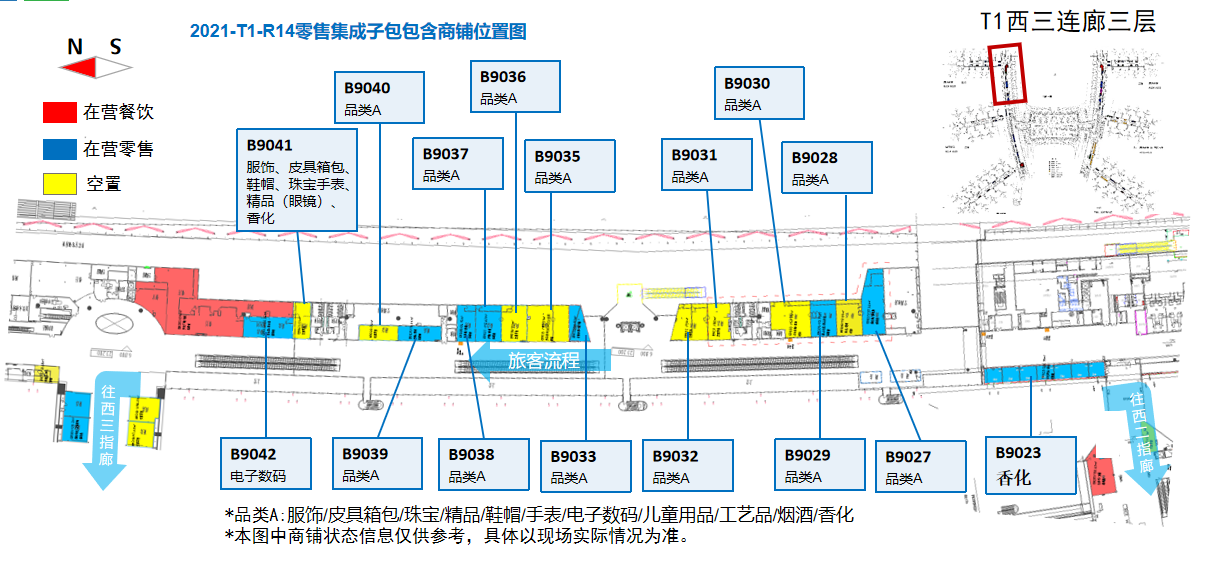 2021-T1-R14零售集成子包包含商铺位置图
T1西三连廊三层
N S
在营餐饮
在营零售
空置
B9041
服饰、皮具箱包、
鞋帽、珠宝手表、
精品（眼镜）、
香化
B9040
品类A
B9037
品类A
B9036
品类A
B9035
品类A
B9031
品类A
B9030
品类A
B9028
品类A
旅客流程
往西三指廊
往西二指廊
B9042
电子数码
B9039
品类A
B9038
品类A
B9033
品类A
B9032
品类A
B9029
品类A
B9027
品类A
B9023
香化
*品类A:服饰/皮具箱包/珠宝/精品/鞋帽/手表/电子数码/儿童用品/工艺品/烟酒/香化
*本图中商铺状态信息仅供参考，具体以现场实际情况为准。